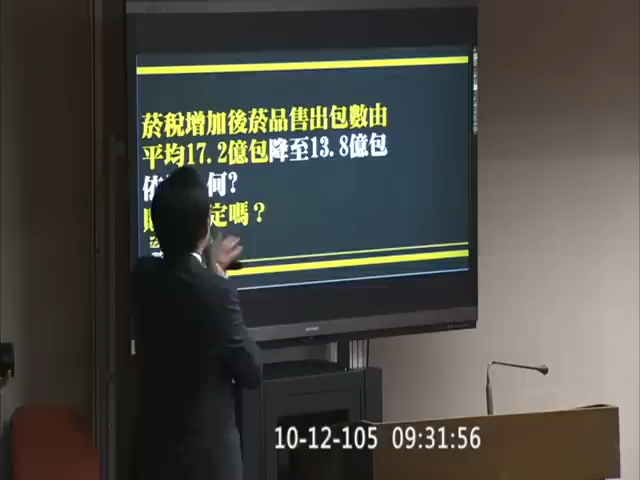 菸稅增加後菸品售出包數由
平均17.2億包降至13.8億包
何?
定嗎？
10-12-105 09:31:56